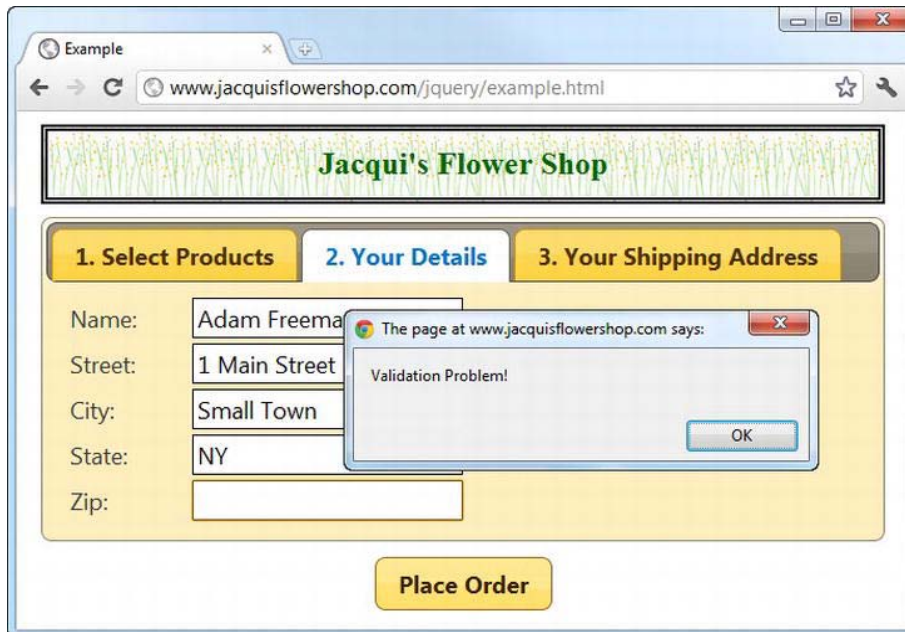 Example
www.jacquisflowershop.com/jquery/example.html
Jacqui's Flower Shop
1. Select Products 2. Your Details 3. Your Shipping Address
Name: Adam Freema
The page at www.jacquisflowershop.com says:
Street: 1 Main Street
Validation Problem!
City: Small Town
OK
State: NY
Zip:
Place Order